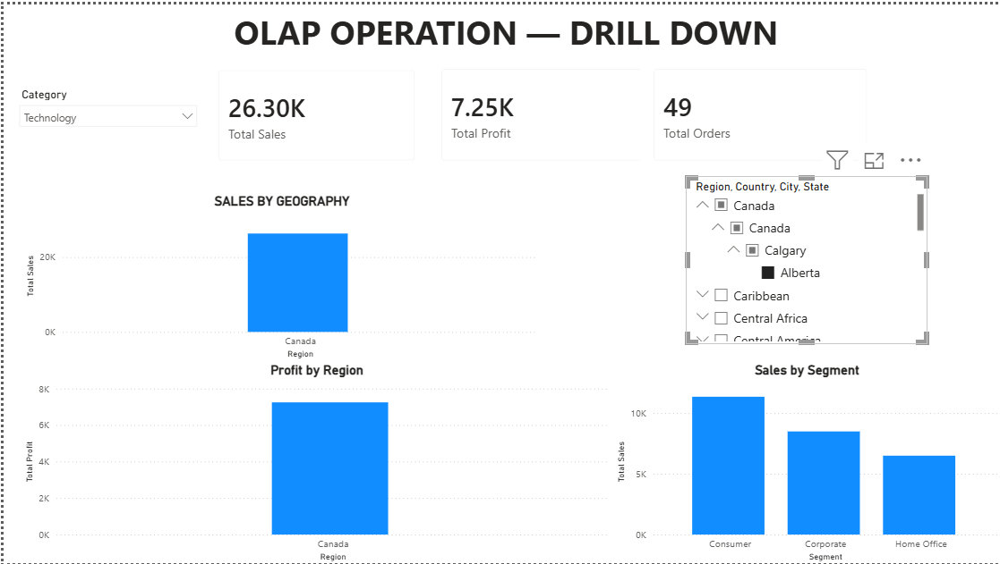 OLAP OPERATION — DRILL DOWN
Category
Technology
26.30K
Total Sales
7.25K
Total Profit
49
Total Orders
Region, Country, City, State
Canada
Canada
Calgary
Alberta
Caribbean
Central Africa
Central America
SALES BY GEOGRAPHY
Total Sales
20K
0K
Canada
Region
Profit by Region
Total Profit
8K
6K
4K
2K
0K
Canada
Region
Sales by Segment
Total Sales
10K
5K
0K
Consumer
Corporate
Home Office
Segment